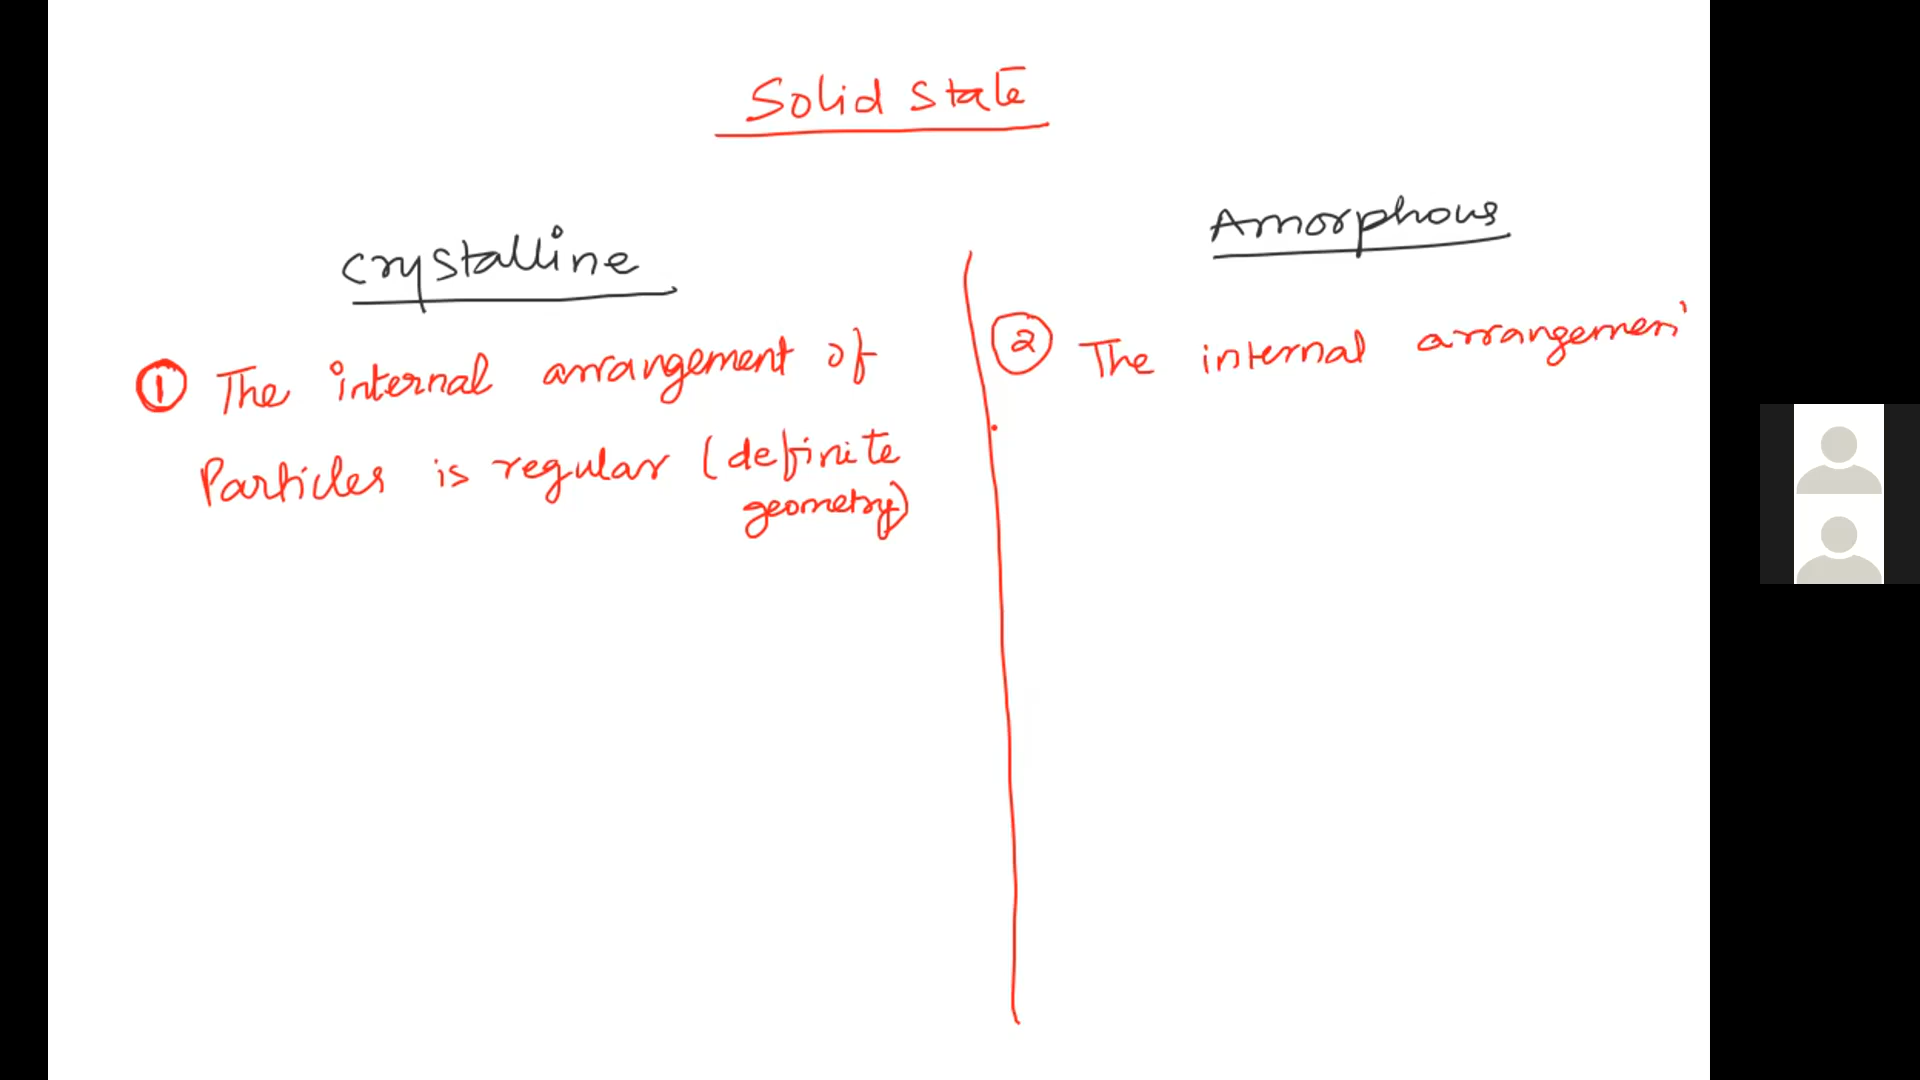 Solid state
Crystalline
Amorphous
① The internal arrangement of
Particles is regular (definite
geometry)
② The internal arrangement